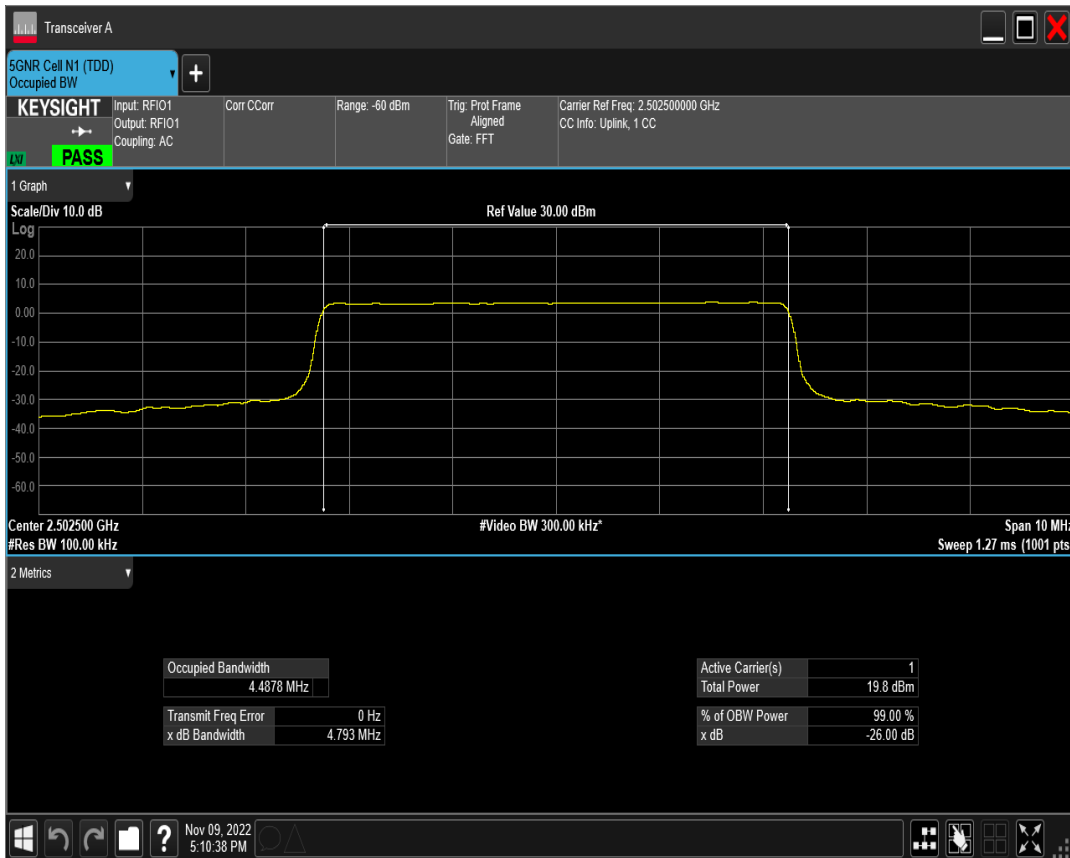 Transceiver A
5GNR Cell N1 (TDD)
Occupied BW
+
KEYSIGHT
LXI
PASS
Input: RFIO1
Output: RFIO1
Coupling: AC
Corr CCorr
Range: -60 dBm
Trig: Prot Frame
Aligned
Gate: FFT
Carrier Ref Freq: 2.502500000 GHz
CC Info: Uplink, 1 CC
1 Graph
Scale/Div 10.0 dB
Ref Value 30.00 dBm
Log
20.0
10.0
0.00
-10.0
-20.0
-30.0
-40.0
-50.0
-60.0
Center 2.502500 GHz
#Video BW 300.00 kHz*
Span 10 MHz
#Res BW 100.00 kHz
Sweep 1.27 ms (1001 pts
2 Metrics
Occupied Bandwidth
4.4878 MHz
Transmit Freq Error 0 Hz
x dB Bandwidth 4.793 MHz
Active Carrier(s) 1
Total Power 19.8 dBm
% of OBW Power 99.00 %
x dB -26.00 dB
?
Nov 09, 2022
5:10:38 PM